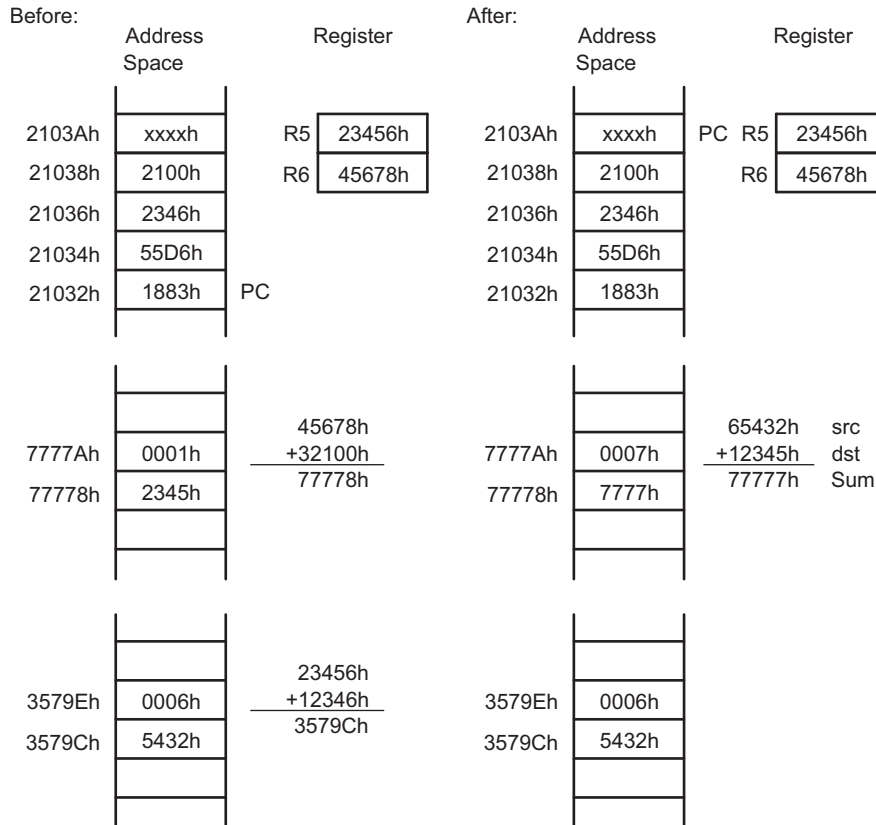 Before:
Address Space
Register
2103Ah xxxxh R5 23456h
21038h 2100h R6 45678h
21036h 2346h
21034h 55D6h
21032h 1883h PC
45678h
7777Ah 0001h +32100h
77778h 2345h 77778h
23456h
3579Eh 0006h +12346h
3579Ch 5432h 3579Ch
After:
Address Space
Register
2103Ah xxxxh PC R5 23456h
21038h 2100h R6 45678h
21036h 2346h
21034h 55D6h
21032h 1883h
65432h src
7777Ah 0007h +12345h dst
77778h 7777h 77777h Sum
3579Eh 0006h
3579Ch 5432h